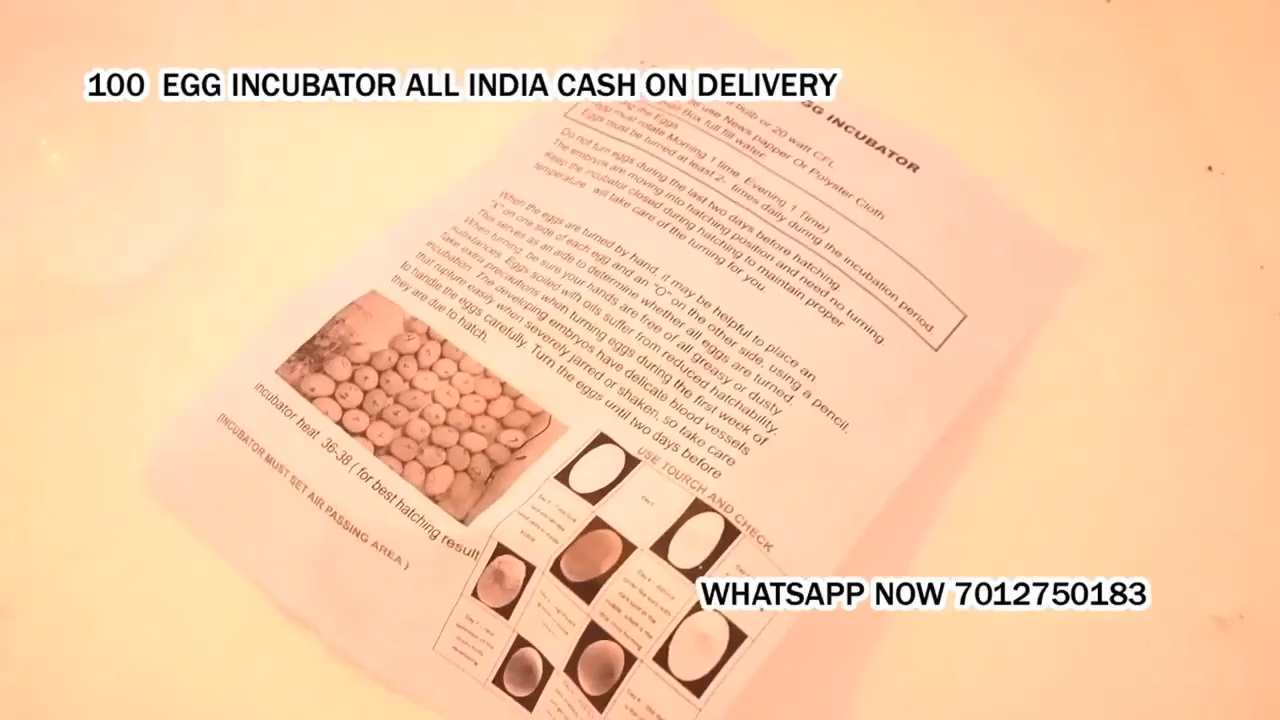 100 EGG INCUBATOR ALL INDIA CASH ON DELIVERY
GG INCUBATOR
bulb or 20 watt CFL
use News papper Or Polyster Cloth
full fill water
the Eggs
must rotate Morning 1 time Evening 1 Time)
Eggs must be turned at least 2- times daily during the incubation period
Do not turn eggs during the last two days before hatching
The embryos are moving into hatching position and need no turning.
Keep the incubator closed during hatching to maintain proper
temperature will take care of the turning for you.
When the eggs are turned by hand, it may be helpful to place an
"X" on one side of each egg and an "O" on the other side, using a pencil.
This serves as an aide to determine whether all eggs are turned.
When turning, be sure your hands are free of all greasy or dusty
substances. Eggs soiled with oils suffer from reduced hatchability.
Take extra precautions when turning eggs during the first week of
incubation. The developing embryos have delicate blood vessels
that rupture easily when severely jarred or shaken, so take care
to handle the eggs carefully. Turn the eggs until two days before
they are due to hatch.
incubator heat 36-38 ( for best hatching result
(INCUBATOR MUST SET AIR PASSING AREA )
USE TOURCH AND CHECK
WHATSAPP NOW 7012750183